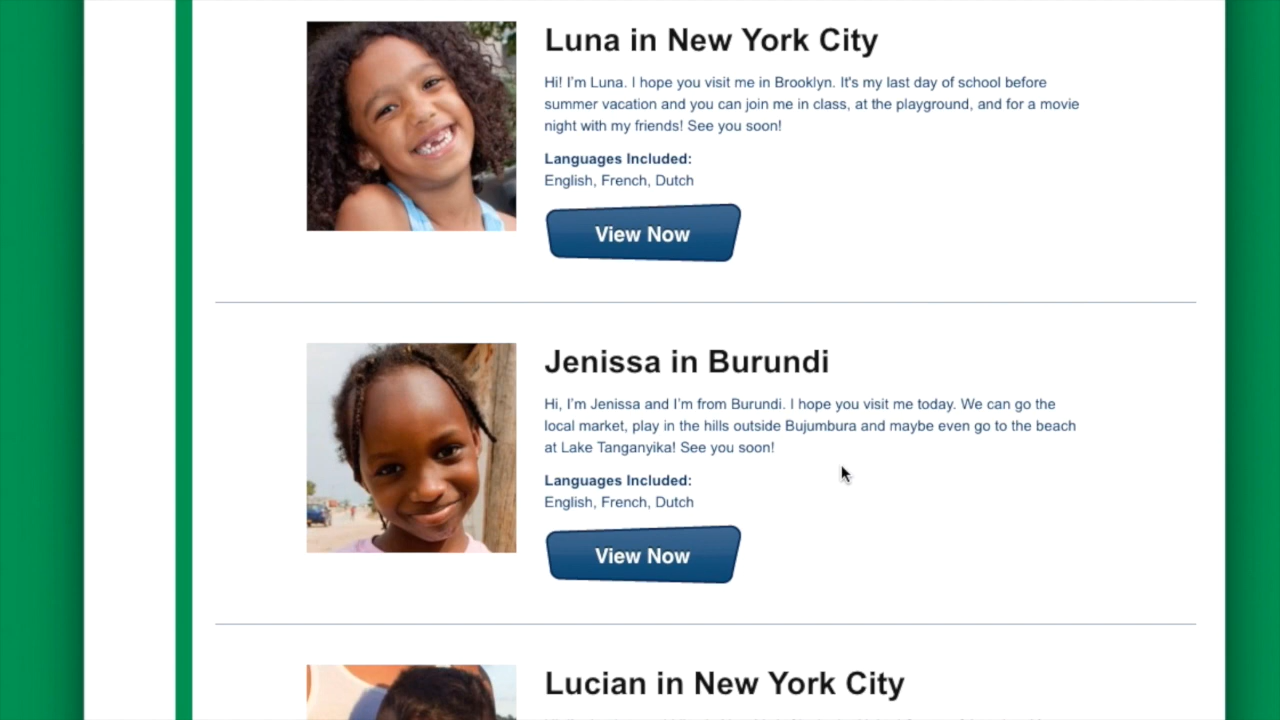 Luna in New York City
Hi! I'm Luna. I hope you visit me in Brooklyn. It's my last day of school before
summer vacation and you can join me in class, at the playground, and for a movie
night with my friends! See you soon!
Languages Included:
English, French, Dutch
View Now
Jenissa in Burundi
Hi, I'm Jenissa and I'm from Burundi. I hope you visit me today. We can go the
local market, play in the hills outside Bujumbura and maybe even go to the beach
at Lake Tanganyika! See you soon!
Languages Included:
English, French, Dutch
View Now
Lucian in New York City